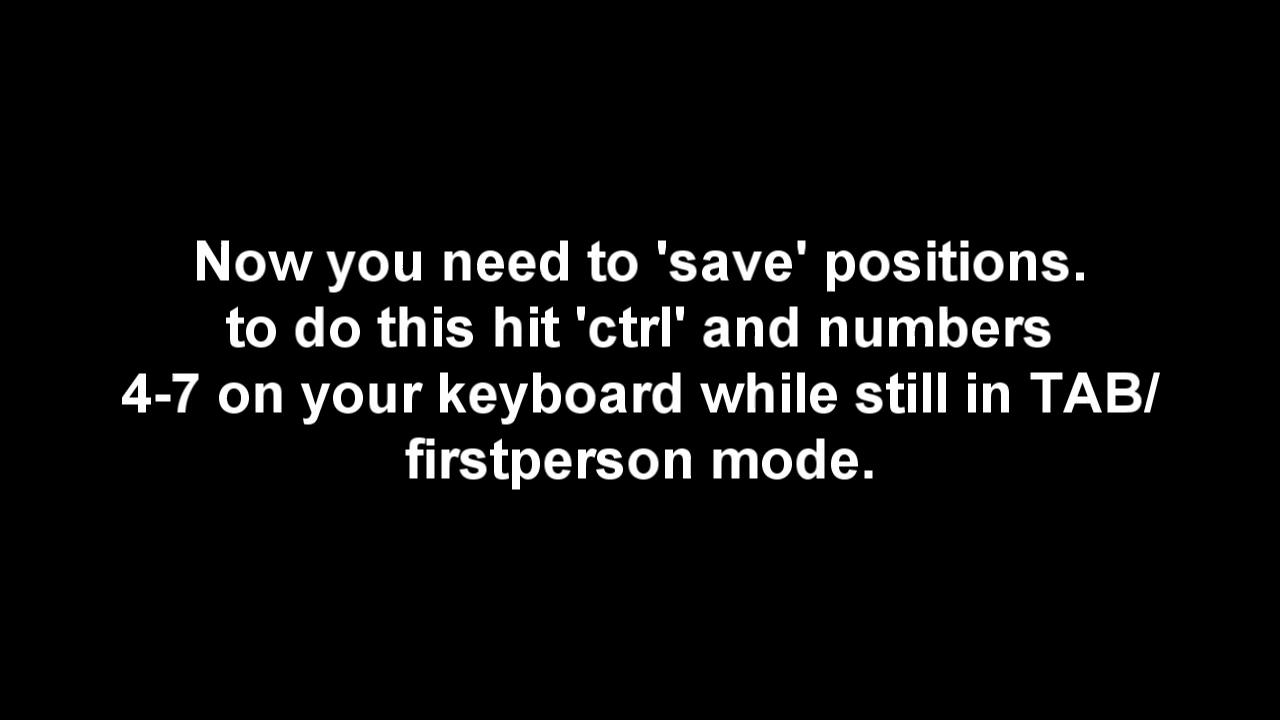 Now you need to 'save' positions.
to do this hit 'ctrl' and numbers
4-7 on your keyboard while still in TAB/
firstperson mode.